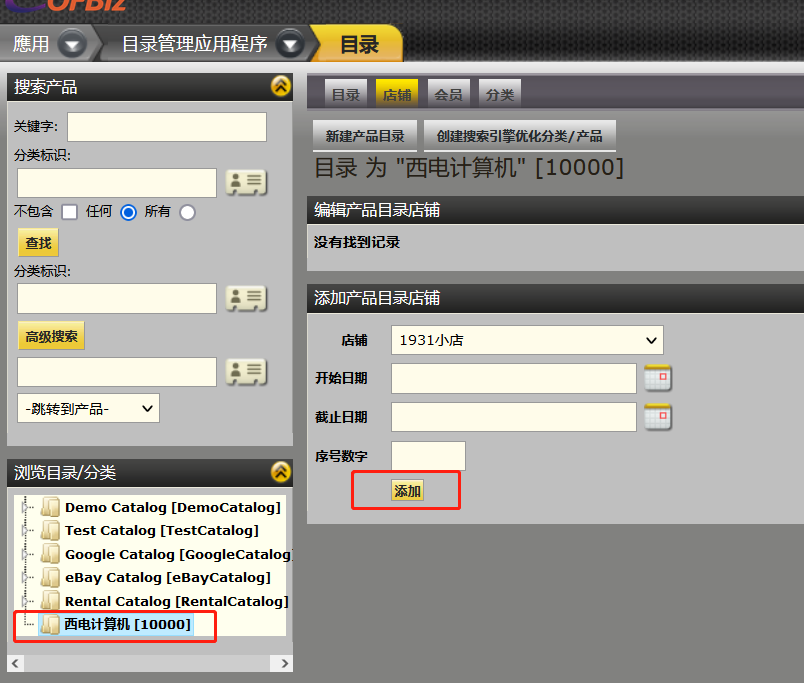 OFBiz
應用
目录管理应用程序
目录
搜索产品
关键字:
分类标识:
不包含 任何 所有
查找
分类标识:
高级搜索
-跳转到产品-
浏览目录/分类
Demo Catalog [DemoCatalog]
Test Catalog [TestCatalog]
Google Catalog [GoogleCatalog
eBay Catalog [eBayCatalog]
Rental Catalog [RentalCatalog]
西电计算机 [10000]
目录 店铺 会员 分类
新建产品目录 创建搜索引擎优化分类/产品
目录 为 "西电计算机" [10000]
编辑产品目录店铺
没有找到记录
添加产品目录店铺
店铺 1931小店
开始日期
截止日期
序号数字
添加